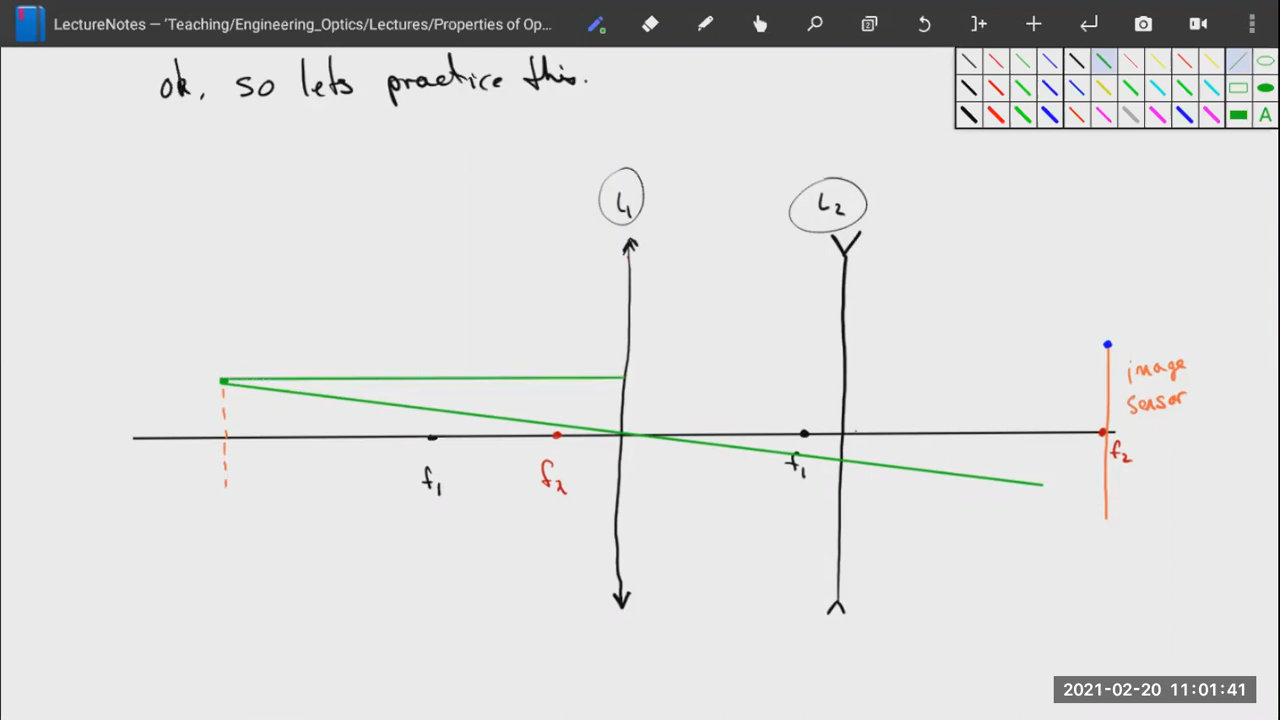 LectureNotes — 'Teaching/Engineering_Optics/Lectures/Properties of Op...
A
ok, so lets practice this.
L1
L2
image
sensor
f1
f2
f1
f2
2021-02-20 11:01:41